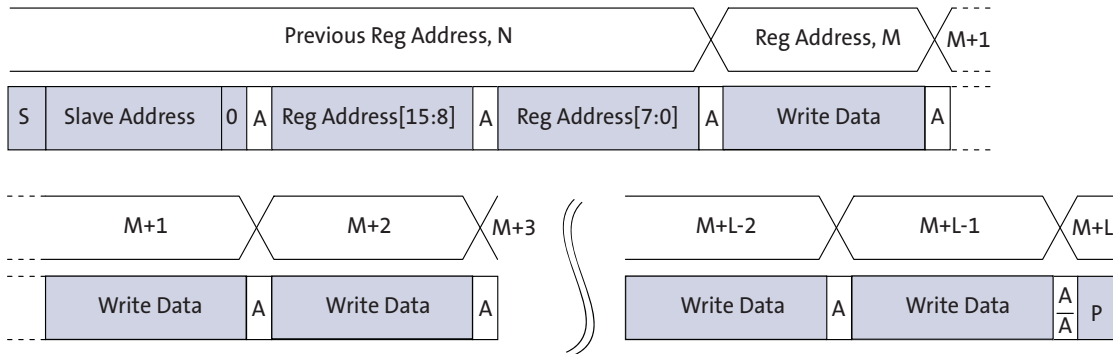 Previous Reg Address, N Reg Address, M M+1
S Slave Address 0 A Reg Address[15:8] A Reg Address[7:0] A Write Data A
M+1 M+2 M+3 M+L-2 M+L-1 M+L
Write Data A Write Data A Write Data A Write Data A/A̅ P